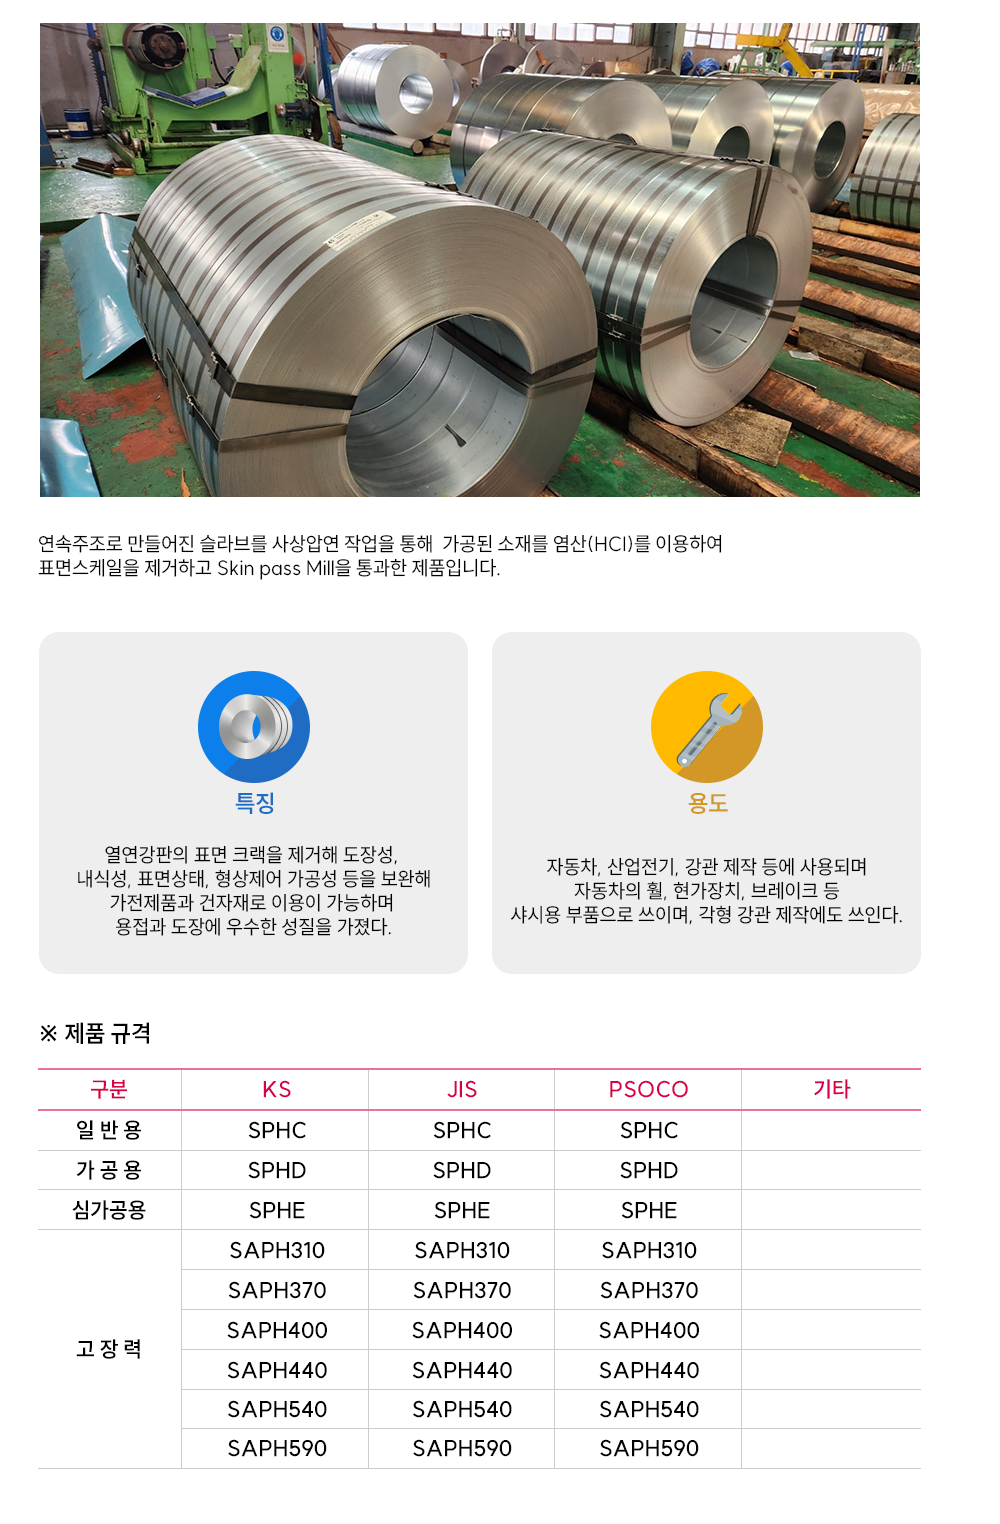 연속주조로 만들어진 슬라브를 사상압연 작업을 통해 가공된 소재를 염산(HCl)를 이용하여
표면스케일을 제거하고 Skin pass Mill을 통과한 제품입니다.
특징
열연강판의 표면 크랙을 제거해 도장성,
내식성, 표면상태, 형상제어 가공성 등을 보완해
가전제품과 건자재로 이용이 가능하며
용접과 도장에 우수한 성질을 가졌다.
용도
자동차, 산업전기, 강관 제작 등에 사용되며
자동차의 휠, 현가장치, 브레이크 등
샤시용 부품으로 쓰이며, 각형 강관 제작에도 쓰인다.
※ 제품 규격
구분 KS JIS PSOCO 기타
일 반 용 SPHC SPHC SPHC
가 공 용 SPHD SPHD SPHD
심가공용 SPHE SPHE SPHE
고 장 력
SAPH310 SAPH310 SAPH310
SAPH370 SAPH370 SAPH370
SAPH400 SAPH400 SAPH400
SAPH440 SAPH440 SAPH440
SAPH540 SAPH540 SAPH540
SAPH590 SAPH590 SAPH590